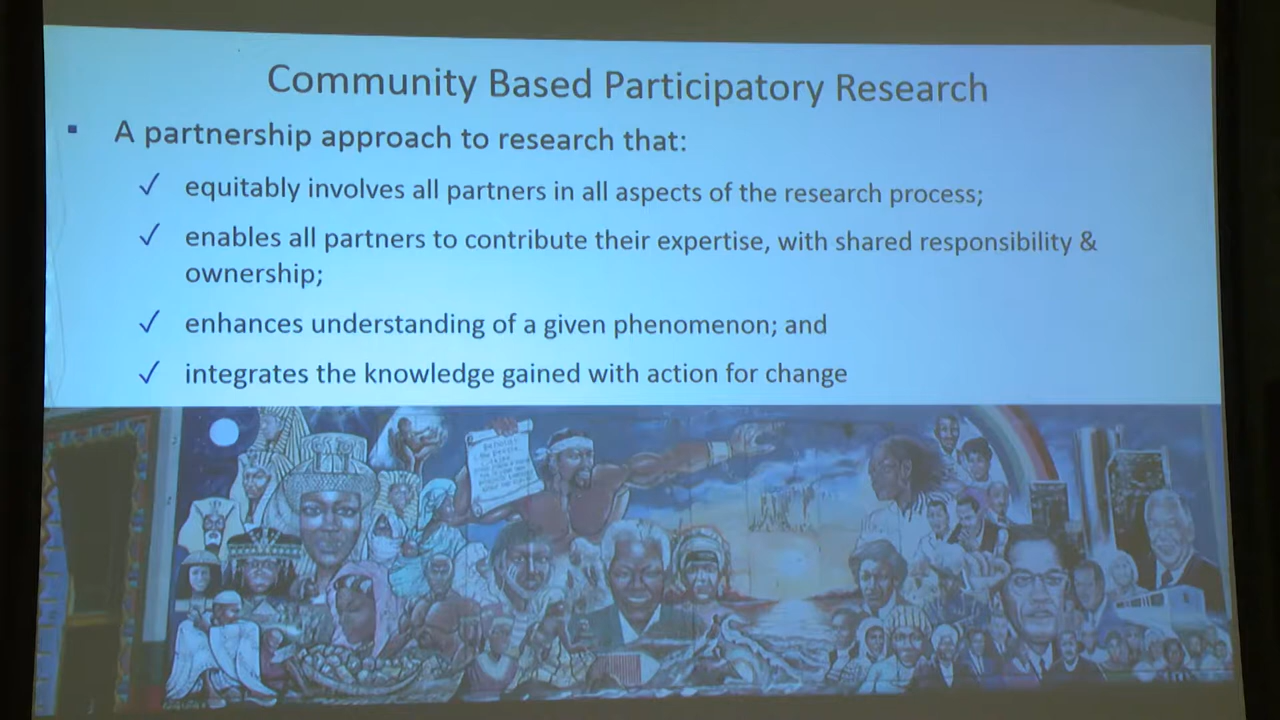 Community Based Participatory Research
▪ A partnership approach to research that:
✓ equitably involves all partners in all aspects of the research process;
✓ enables all partners to contribute their expertise, with shared responsibility &
ownership;
✓ enhances understanding of a given phenomenon; and
✓ integrates the knowledge gained with action for change